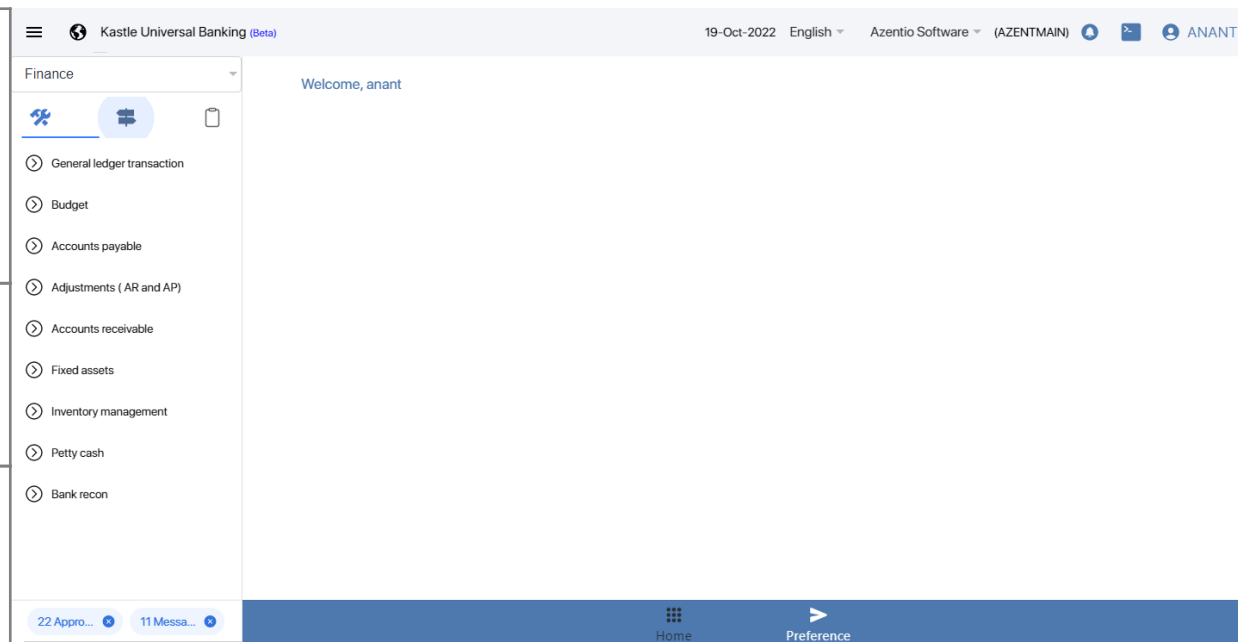 Kastle Universal Banking (Beta)
19-Oct-2022 English Azentio Software (AZENTMAIN) ANANT
Finance
Welcome, anant
General ledger transaction
Budget
Accounts payable
Adjustments ( AR and AP)
Accounts receivable
Fixed assets
Inventory management
Petty cash
Bank recon
22 Appro... 11 Messa...
Home Preference